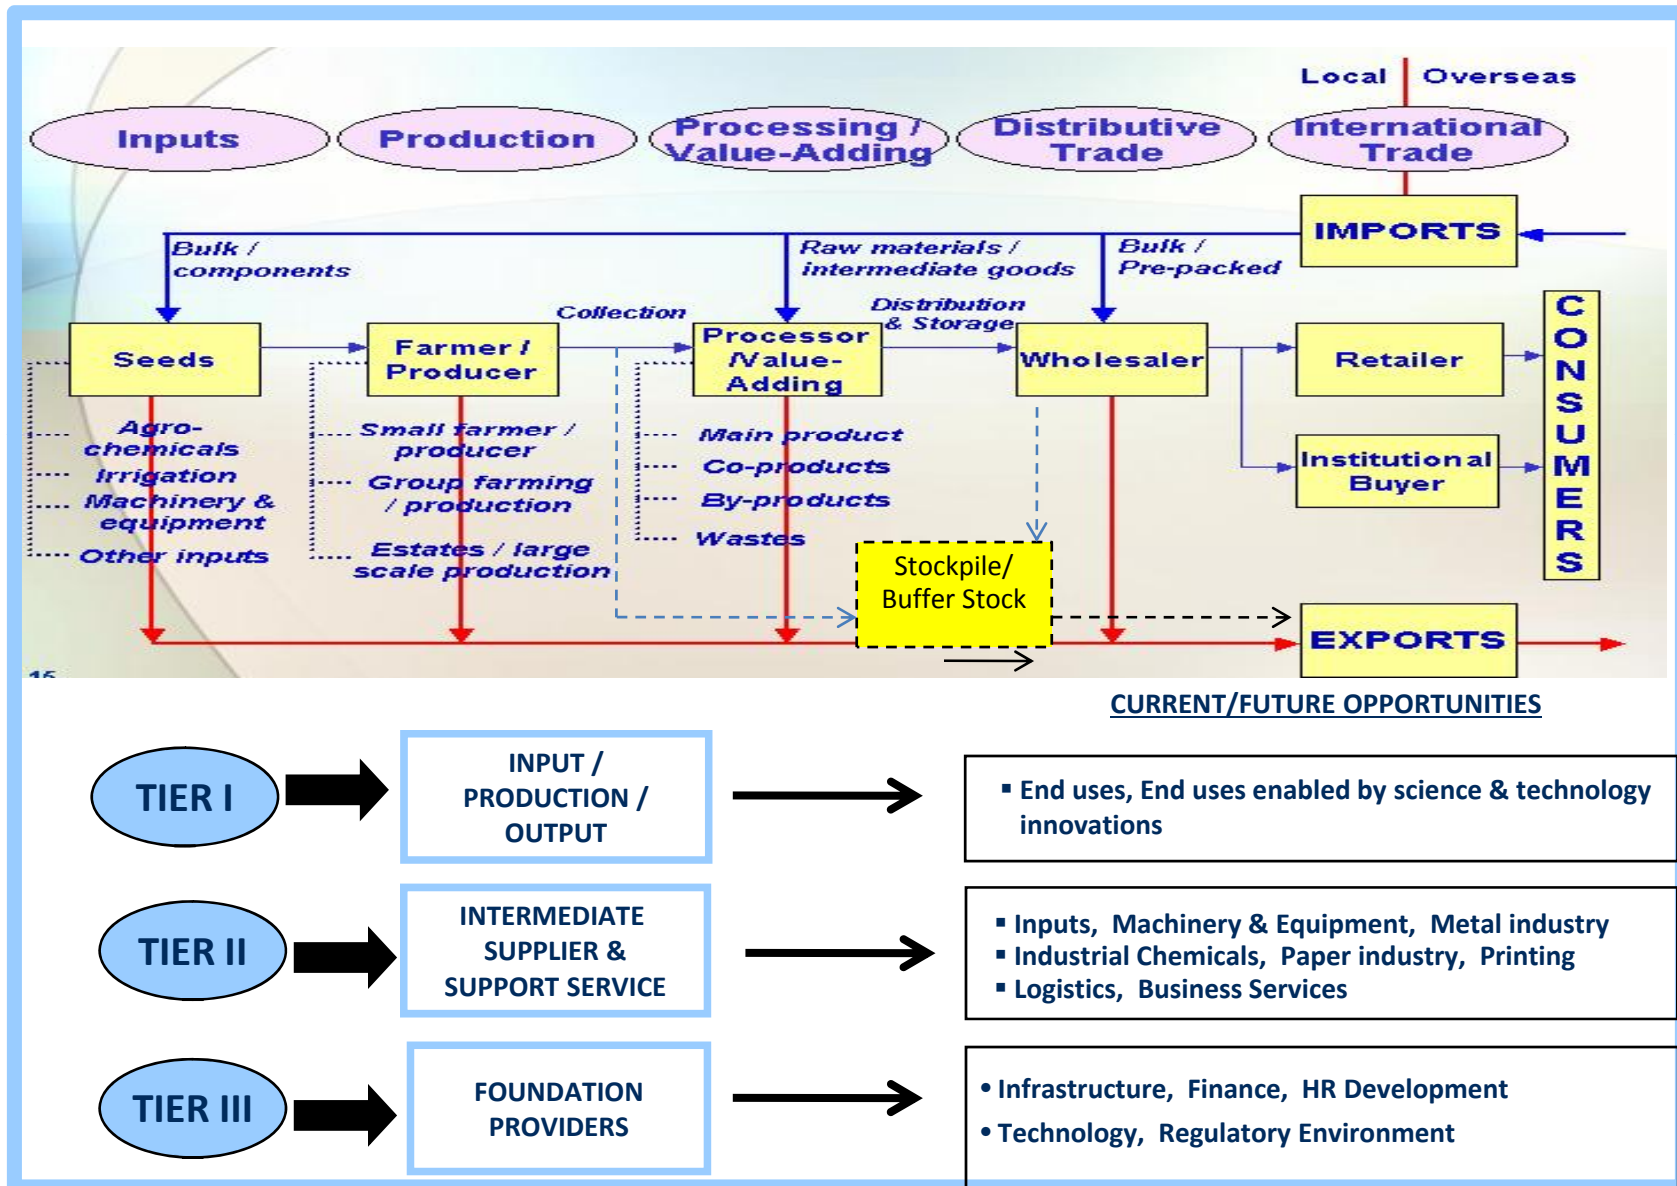 Local Overseas
Inputs
Production
Processing /
Value-Adding
Distributive
Trade
International
Trade
IMPORTS
Bulk /
components
Raw materials /
intermediate goods
Bulk /
Pre-packed
Collection
Distribution
& Storage
Seeds
Farmer /
Producer
Processor
/Value-
Adding
Wholesaler
Retailer
Institutional
Buyer
CONSUMERS
Agro-
chemicals
Irrigation
Machinery &
equipment
Other inputs
Small farmer /
producer
Group farming
/ production
Estates / large
scale production
Main product
Co-products
By-products
Wastes
Stockpile/
Buffer Stock
EXPORTS
CURRENT/FUTURE OPPORTUNITIES
TIER I
INPUT /
PRODUCTION /
OUTPUT
▪ End uses, End uses enabled by science & technology
innovations
TIER II
INTERMEDIATE
SUPPLIER &
SUPPORT SERVICE
▪ Inputs, Machinery & Equipment, Metal industry
▪ Industrial Chemicals, Paper industry, Printing
▪ Logistics, Business Services
TIER III
FOUNDATION
PROVIDERS
• Infrastructure, Finance, HR Development
• Technology, Regulatory Environment